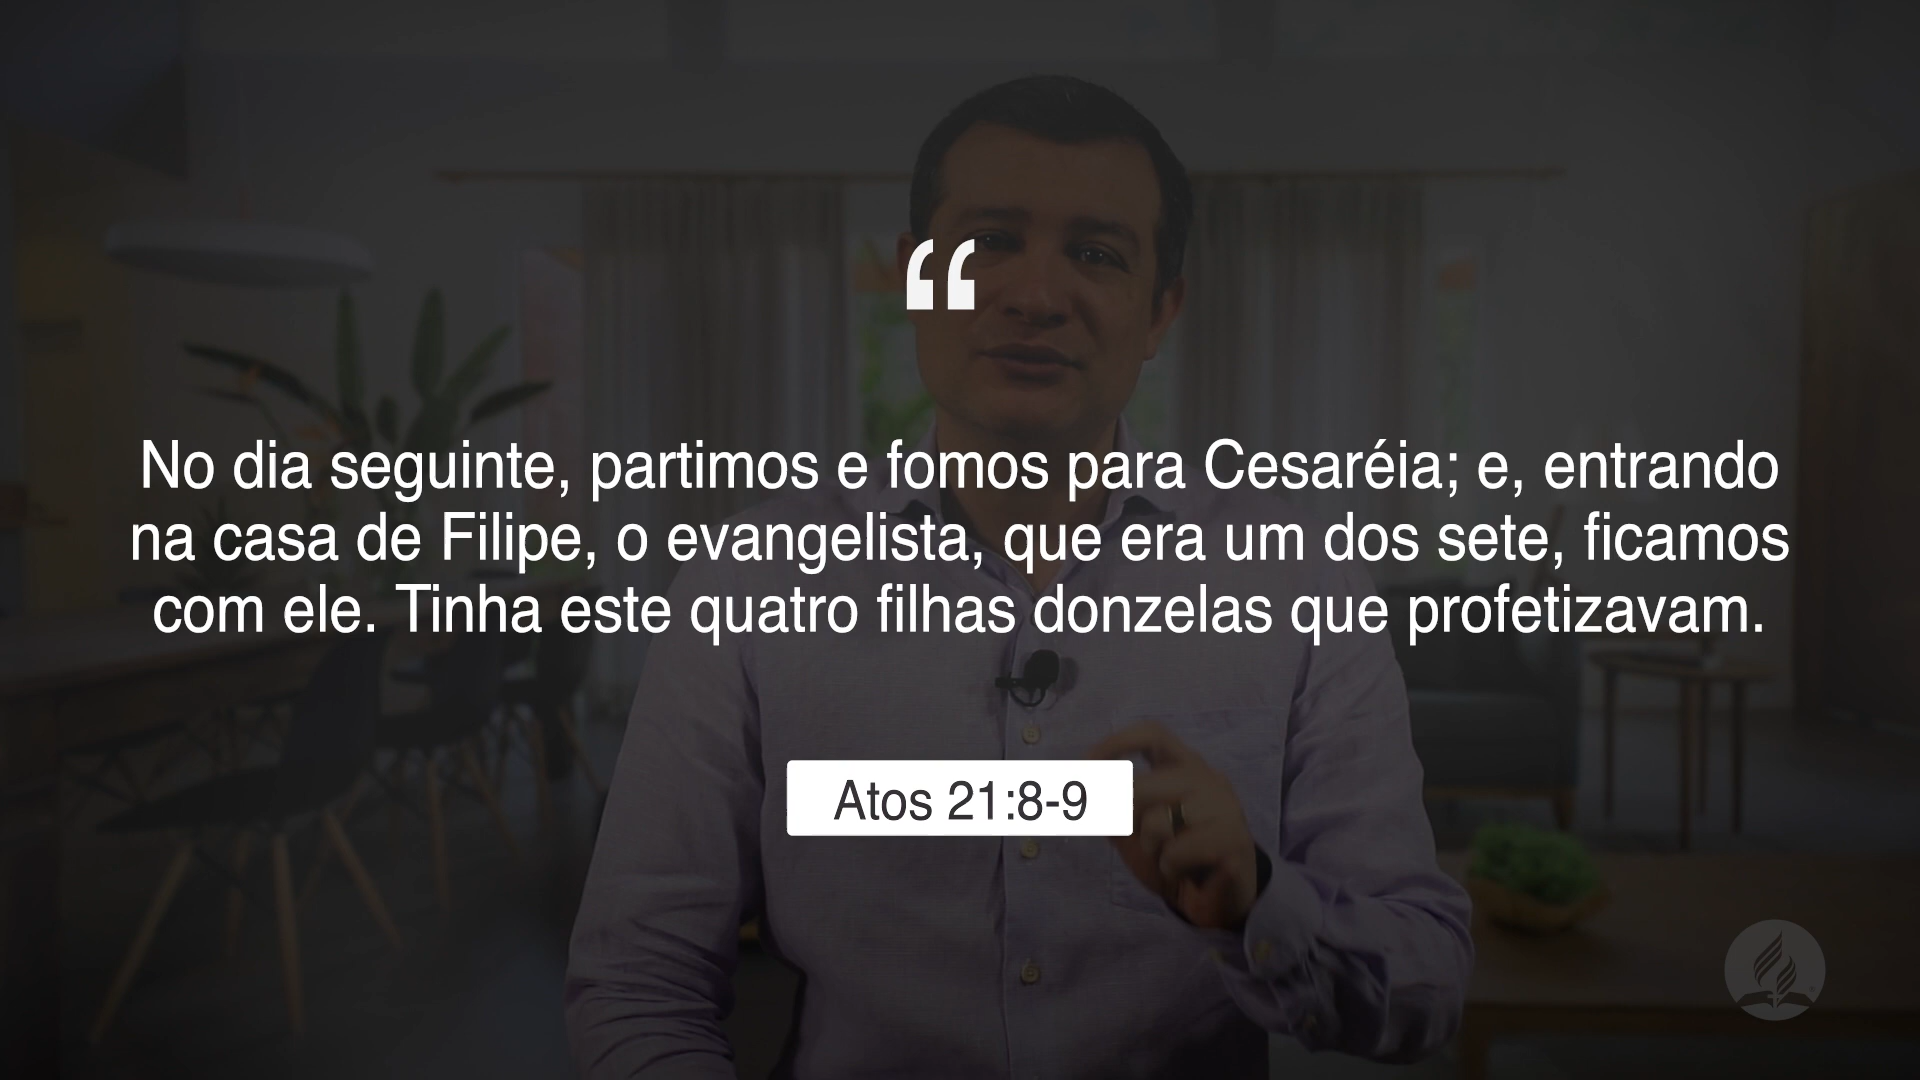 “
No dia seguinte, partimos e fomos para Cesaréia; e, entrando
na casa de Filipe, o evangelista, que era um dos sete, ficamos
com ele. Tinha este quatro filhas donzelas que profetizavam.
Atos 21:8-9